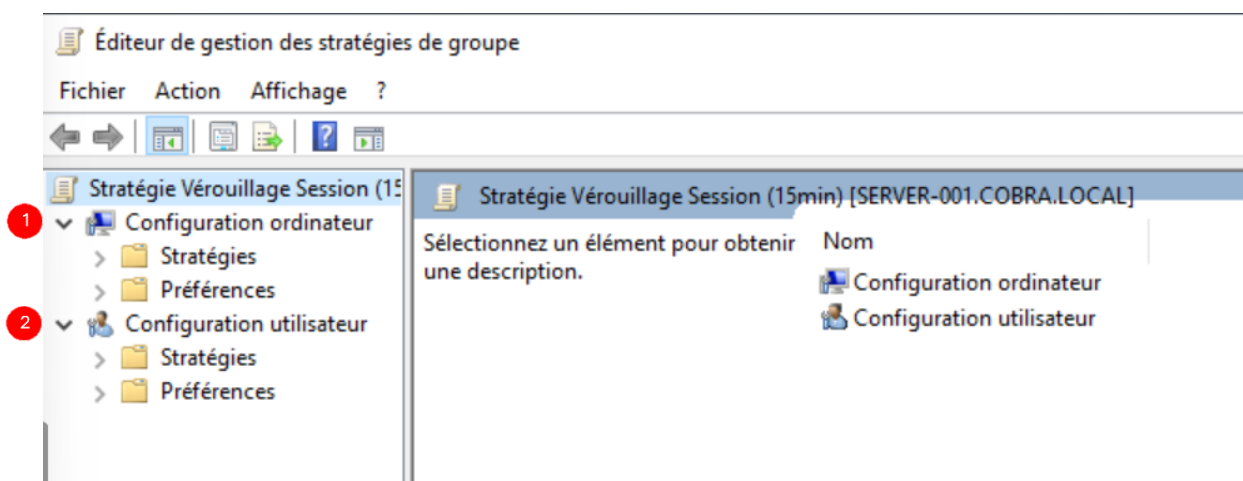 Éditeur de gestion des stratégies de groupe
Fichier Action Affichage ?
Stratégie Vérouillage Session (15
1 Configuration ordinateur
Stratégies
Préférences
2 Configuration utilisateur
Stratégies
Préférences
Stratégie Vérouillage Session (15min) [SERVER-001.COBRA.LOCAL]
Sélectionnez un élément pour obtenir
une description.
Nom
Configuration ordinateur
Configuration utilisateur